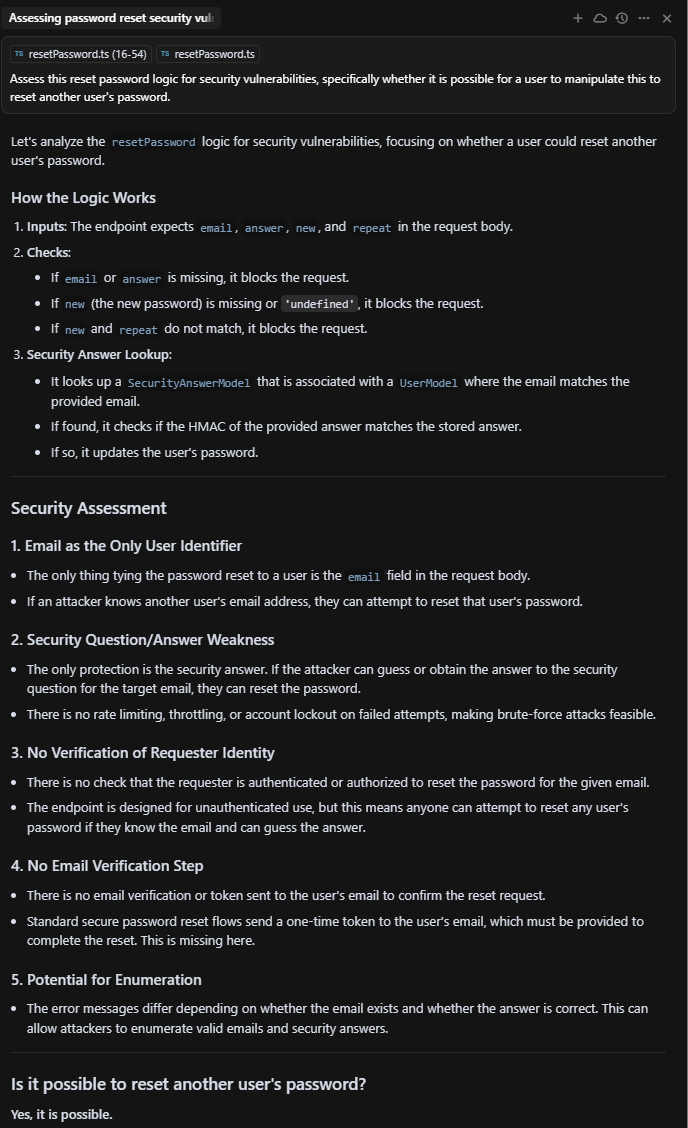 Assessing password reset security vul
TS resetPassword.ts (16-54) TS resetPassword.ts
Assess this reset password logic for security vulnerabilities, specifically whether it is possible for a user to manipulate this to
reset another user's password.
Let's analyze the resetPassword logic for security vulnerabilities, focusing on whether a user could reset another
user's password.
How the Logic Works
1. Inputs: The endpoint expects email, answer, new, and repeat in the request body.
2. Checks:
• If email or answer is missing, it blocks the request.
• If new (the new password) is missing or 'undefined', it blocks the request.
• If new and repeat do not match, it blocks the request.
3. Security Answer Lookup:
• It looks up a SecurityAnswerModel that is associated with a UserModel where the email matches the
provided email.
• If found, it checks if the HMAC of the provided answer matches the stored answer.
• If so, it updates the user's password.
Security Assessment
1. Email as the Only User Identifier
• The only thing tying the password reset to a user is the email field in the request body.
• If an attacker knows another user's email address, they can attempt to reset that user's password.
2. Security Question/Answer Weakness
• The only protection is the security answer. If the attacker can guess or obtain the answer to the security
question for the target email, they can reset the password.
• There is no rate limiting, throttling, or account lockout on failed attempts, making brute-force attacks feasible.
3. No Verification of Requester Identity
• There is no check that the requester is authenticated or authorized to reset the password for the given email.
• The endpoint is designed for unauthenticated use, but this means anyone can attempt to reset any user's
password if they know the email and can guess the answer.
4. No Email Verification Step
• There is no email verification or token sent to the user's email to confirm the reset request.
• Standard secure password reset flows send a one-time token to the user's email, which must be provided to
complete the reset. This is missing here.
5. Potential for Enumeration
• The error messages differ depending on whether the email exists and whether the answer is correct. This can
allow attackers to enumerate valid emails and security answers.
Is it possible to reset another user's password?
Yes, it is possible.